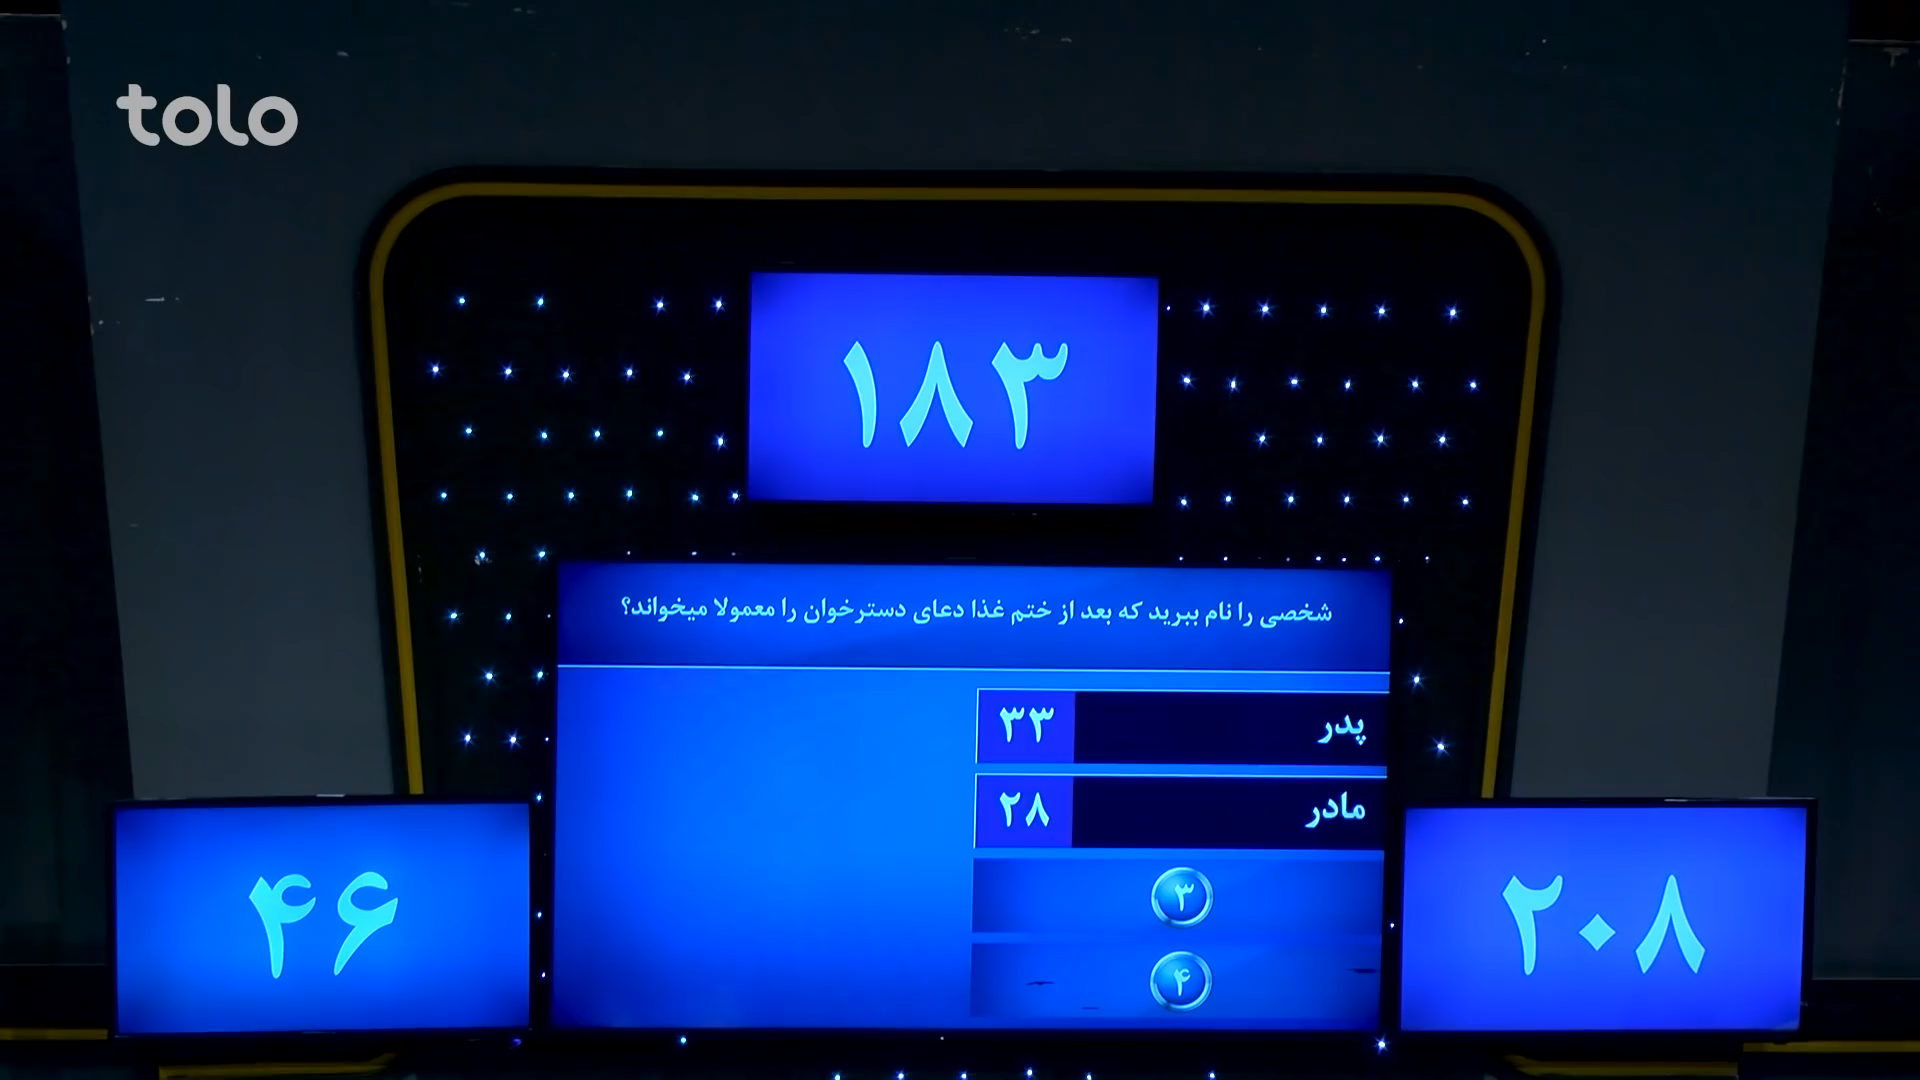 tolo
۱۸۳
شخصی را نام ببرید که بعد از ختم غذا دعای دسترخوان را معمولا میخواند؟
پدر ۳۳
مادر ۲۸
۳
۴
۴۶
۲۰۸